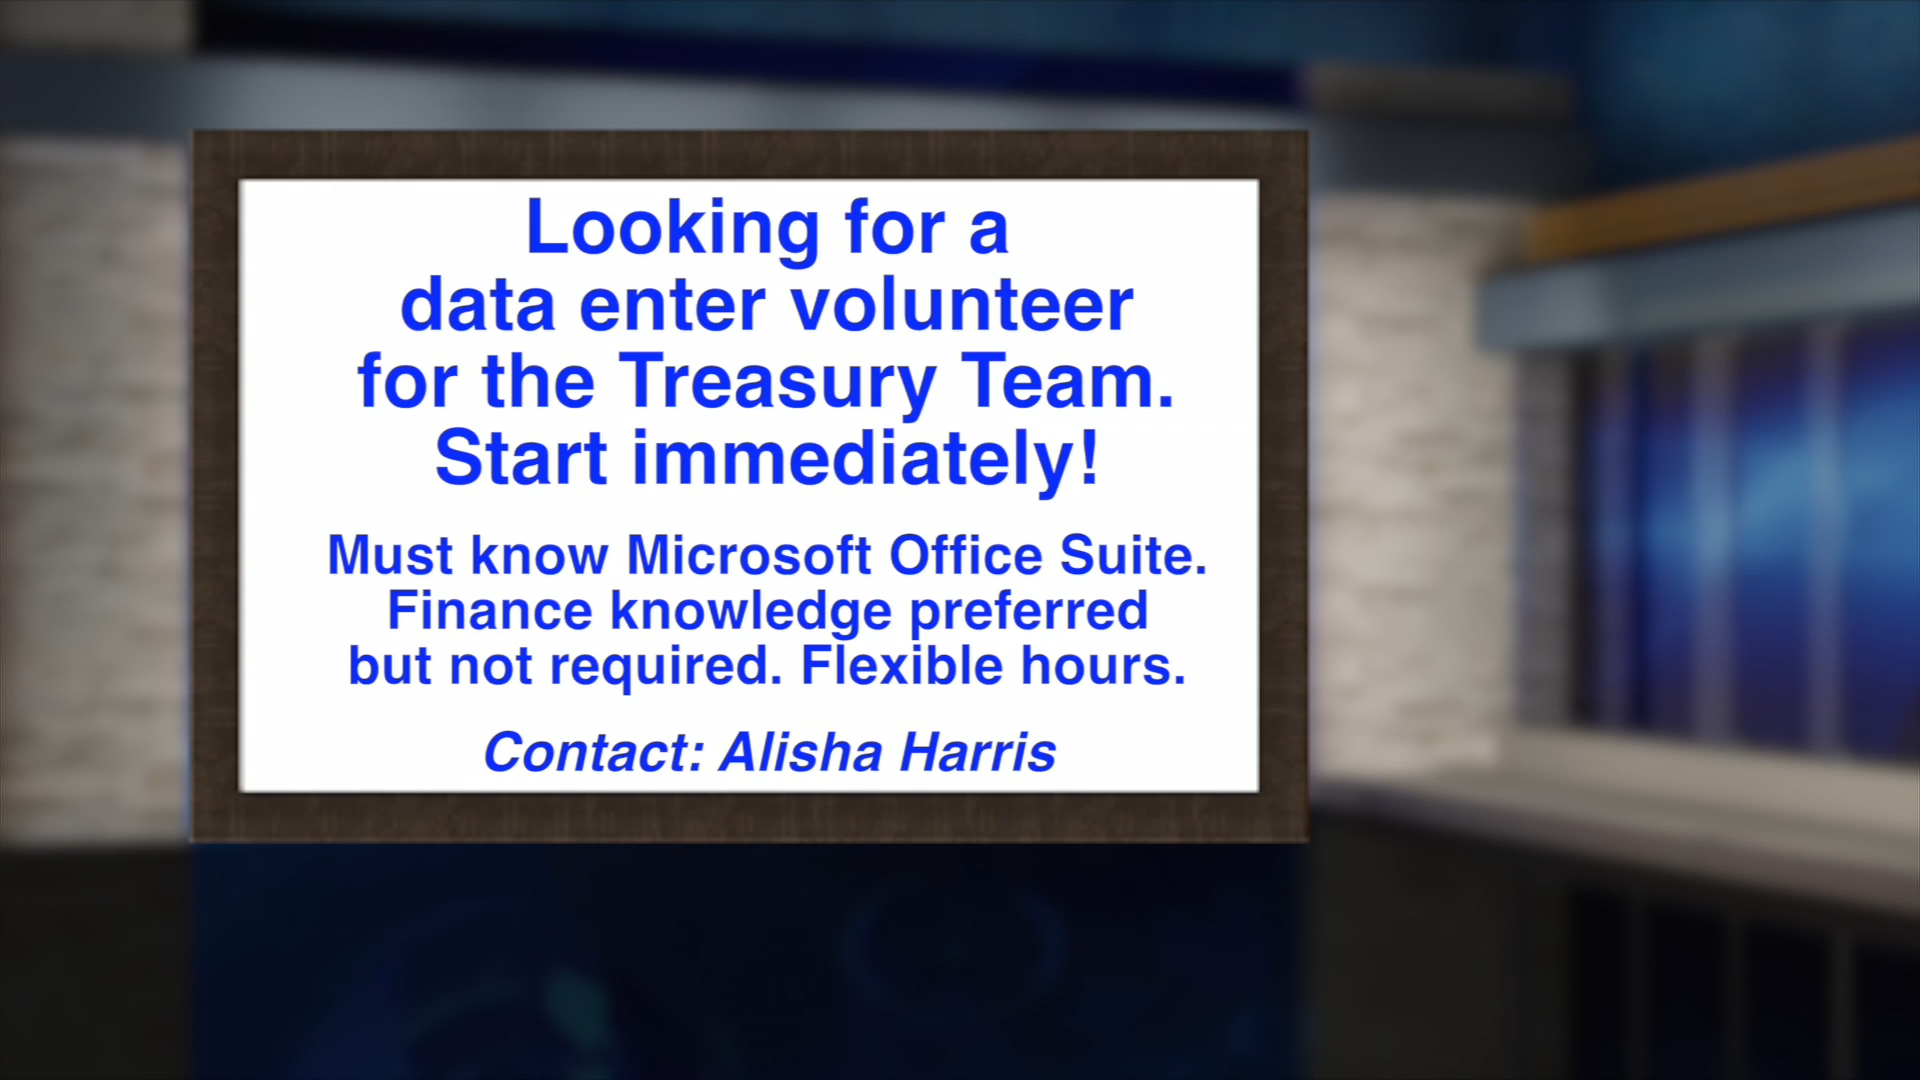 Looking for a
data enter volunteer
for the Treasury Team.
Start immediately!
Must know Microsoft Office Suite.
Finance knowledge preferred
but not required. Flexible hours.
Contact: Alisha Harris